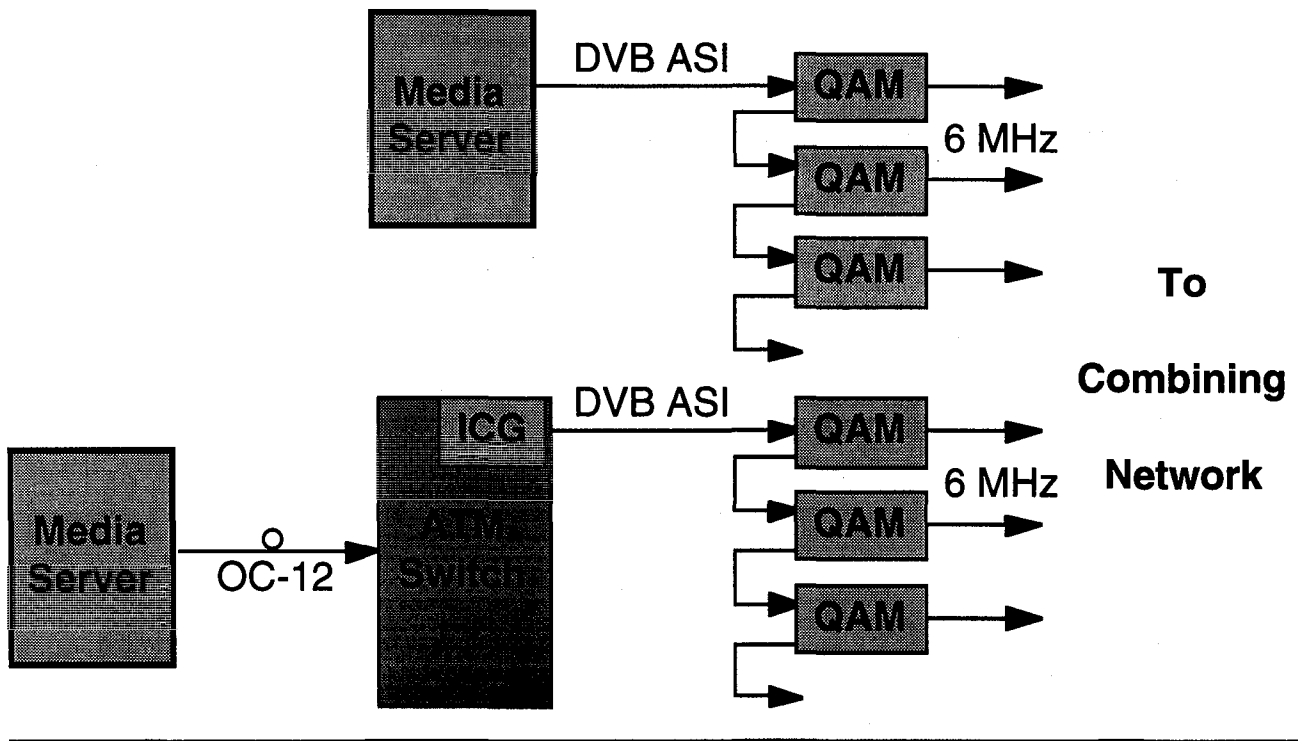 Media
Server
DVB ASI
QAM
6 MHz
QAM
QAM
To
Combining
Network
Media
Server
OC-12
ICG
ATM
Switch
DVB ASI
QAM
6 MHz
QAM
QAM